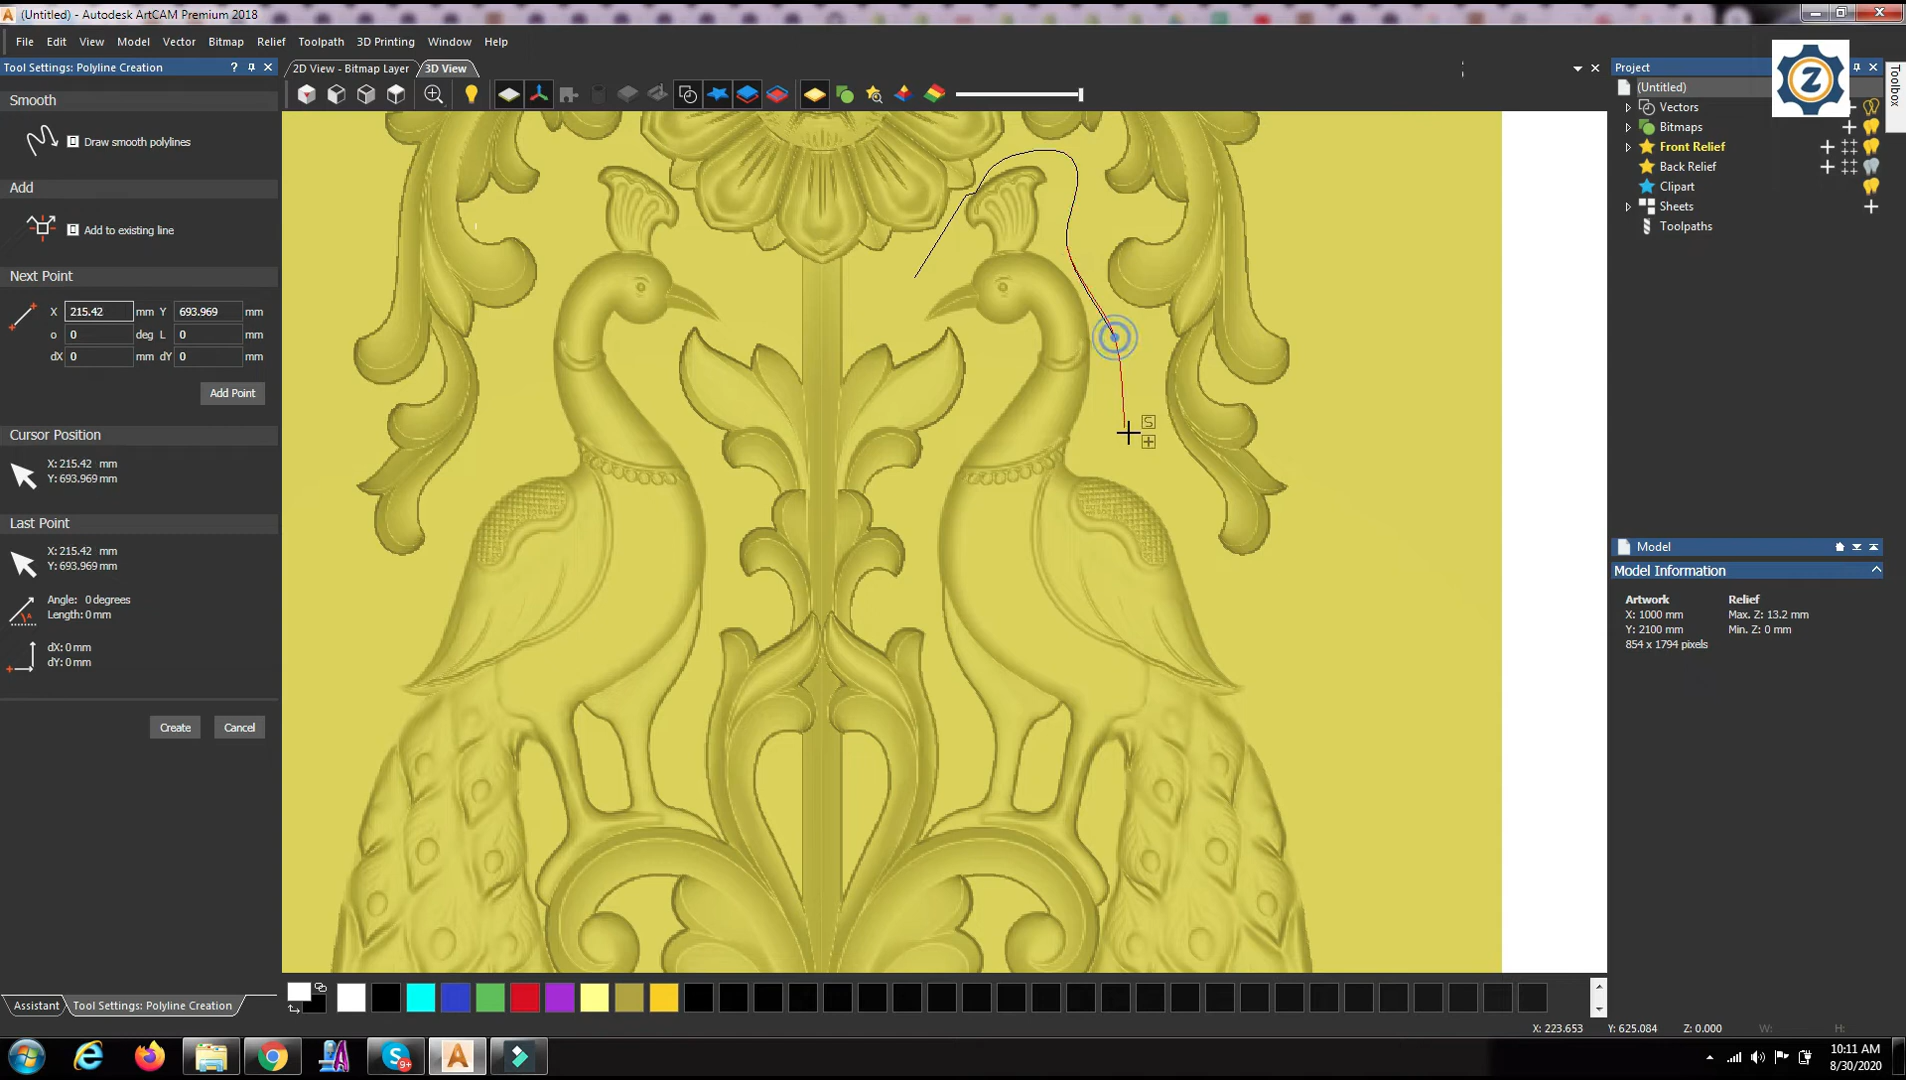 (Untitled) - Autodesk ArtCAM Premium 2018
File Edit View Model Vector Bitmap Relief Toolpath 3D Printing Window Help
Tool Settings: Polyline Creation ?
2D View - Bitmap Layer 3D View
Project
Z
Toolbox
Smooth
Draw smooth polylines
Add
Add to existing line
Next Point
X 215.42 mm Y 693.969 mm
o 0 deg L 0 mm
dX 0 mm dY 0 mm
Add Point
Cursor Position
X: 215.42 mm
Y: 693.969 mm
Last Point
X: 215.42 mm
Y: 693.969 mm
Angle: 0 degrees
Length: 0 mm
dX: 0 mm
dY: 0 mm
Create Cancel
S
(Untitled)
Vectors
Bitmaps
Front Relief
Back Relief
Clipart
Sheets
Toolpaths
Model
Model Information
Artwork Relief
X: 1000 mm Max. Z: 13.2 mm
Y: 2100 mm Min. Z: 0 mm
854 x 1794 pixels
Assistant Tool Settings: Polyline Creation
X: 223.653 Y: 625.084 Z: 0.000 W: H:
9+
10:11 AM
8/30/2020